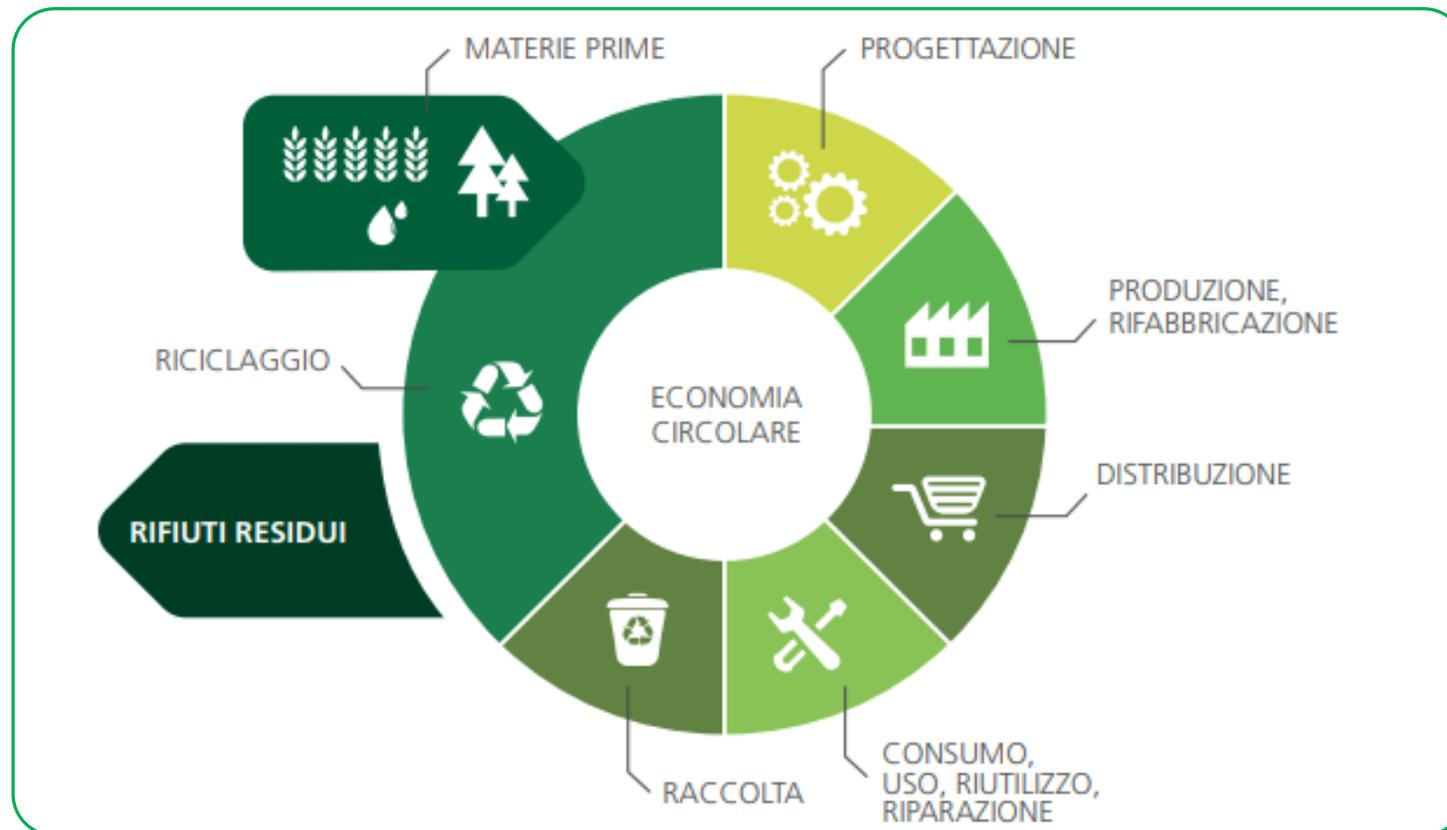 MATERIE PRIME
PROGETTAZIONE
PRODUZIONE,
RIFABBRICAZIONE
RICICLAGGIO
ECONOMIA
CIRCOLARE
DISTRIBUZIONE
RIFIUTI RESIDUI
CONSUMO,
USO, RIUTILIZZO,
RIPARAZIONE
RACCOLTA